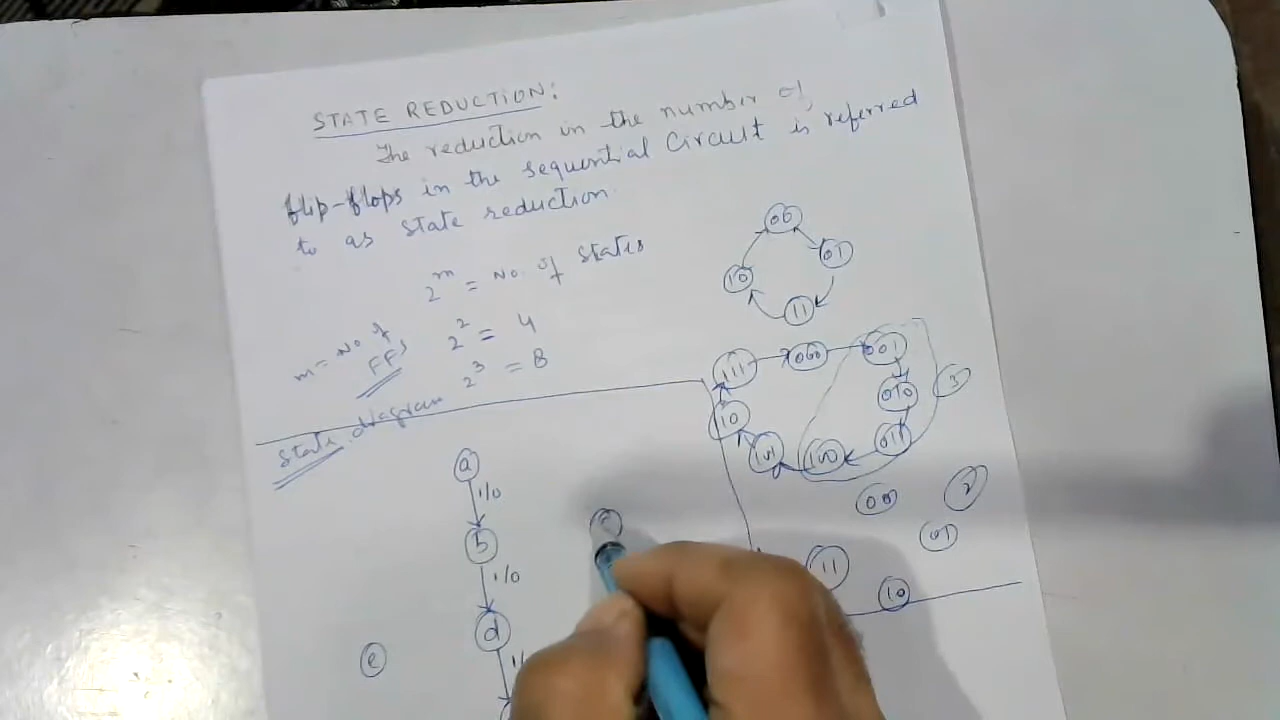 STATE REDUCTION:
The reduction in the number of
flip-flops in the sequential circuit is referred
to as state reduction
2^m = No. of states
m = No of
FFs
2^2 = 4
2^3 = 8
State diagram
00
01
11
10
000
001
010
011
100
101
10
111
3
00
01
11
10
2
a
1/0
b
1/0
d
e